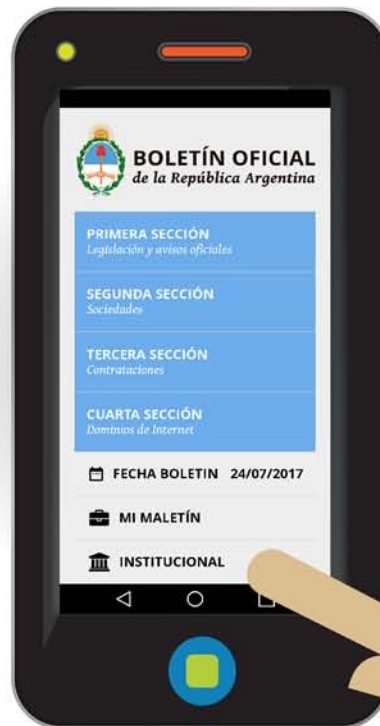 BOLETÍN OFICIAL
de la República Argentina
PRIMERA SECCIÓN
Legislación y avisos oficiales
SEGUNDA SECCIÓN
Sociedades
TERCERA SECCIÓN
Contrataciones
CUARTA SECCIÓN
Dominios de Internet
FECHA BOLETIN 24/07/2017
MI MALETÍN
INSTITUCIONAL